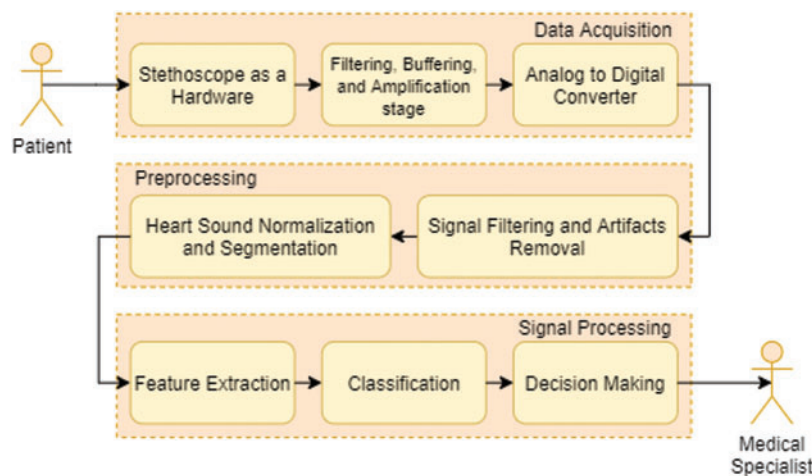 Data Acquisition
Patient
Stethoscope as a
Hardware
Filtering, Buffering,
and Amplification
stage
Analog to Digital
Converter
Preprocessing
Signal Filtering and Artifacts
Removal
Heart Sound Normalization
and Segmentation
Signal Processing
Feature Extraction
Classification
Decision Making
Medical
Specialist